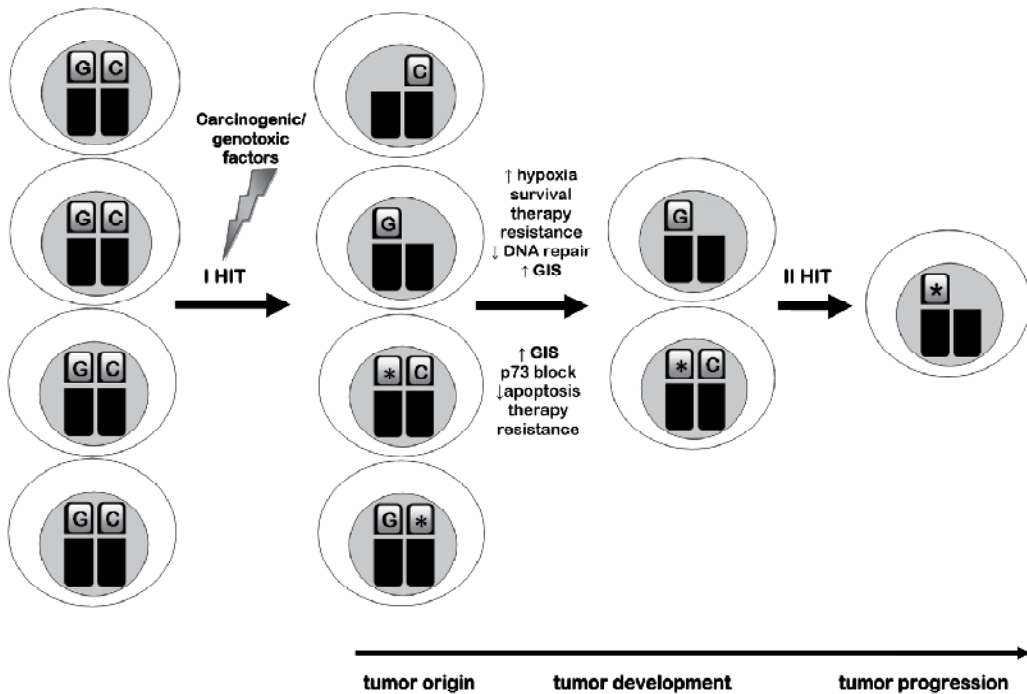 G C
G C
G C
G C
Carcinogenic/
genotoxic
factors
I HIT
C
G
* C
G *
↑ hypoxia
survival
therapy
resistance
↓ DNA repair
↑ GIS
↑ GIS
p73 block
↓apoptosis
therapy
resistance
G
* C
II HIT
*
tumor origin
tumor development
tumor progression